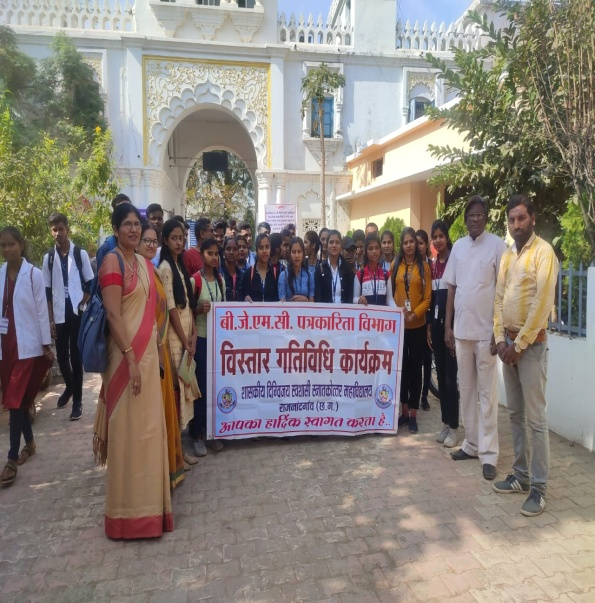 बी.जे.एम.सी. पत्रकारिता विभाग
विस्तार गतिविधि कार्यक्रम
शासकीय दिग्विजय स्वशासी स्नातकोत्तर महाविद्यालय
राजनांदगॉंव (छ.ग.)
आपका हार्दिक स्वागत करता है..